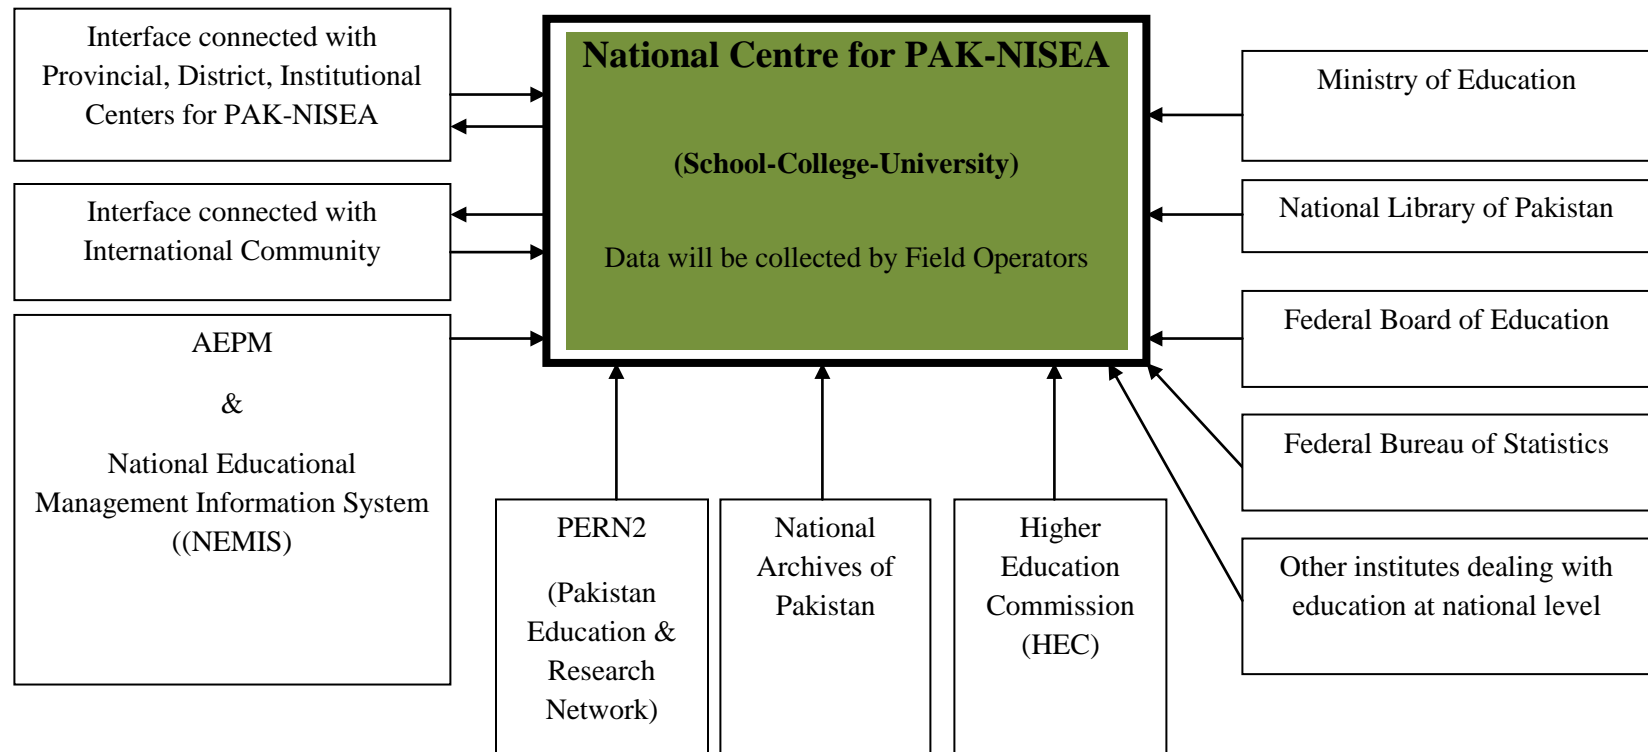 Interface connected with
Provincial, District, Institutional
Centers for PAK-NISEA
Interface connected with
International Community
AEPM
&
National Educational
Management Information System
((NEMIS)
National Centre for PAK-NISEA
(School-College-University)
Data will be collected by Field Operators
PERN2
(Pakistan
Education &
Research
Network)
National
Archives of
Pakistan
Higher
Education
Commission
(HEC)
Ministry of Education
National Library of Pakistan
Federal Board of Education
Federal Bureau of Statistics
Other institutes dealing with
education at national level